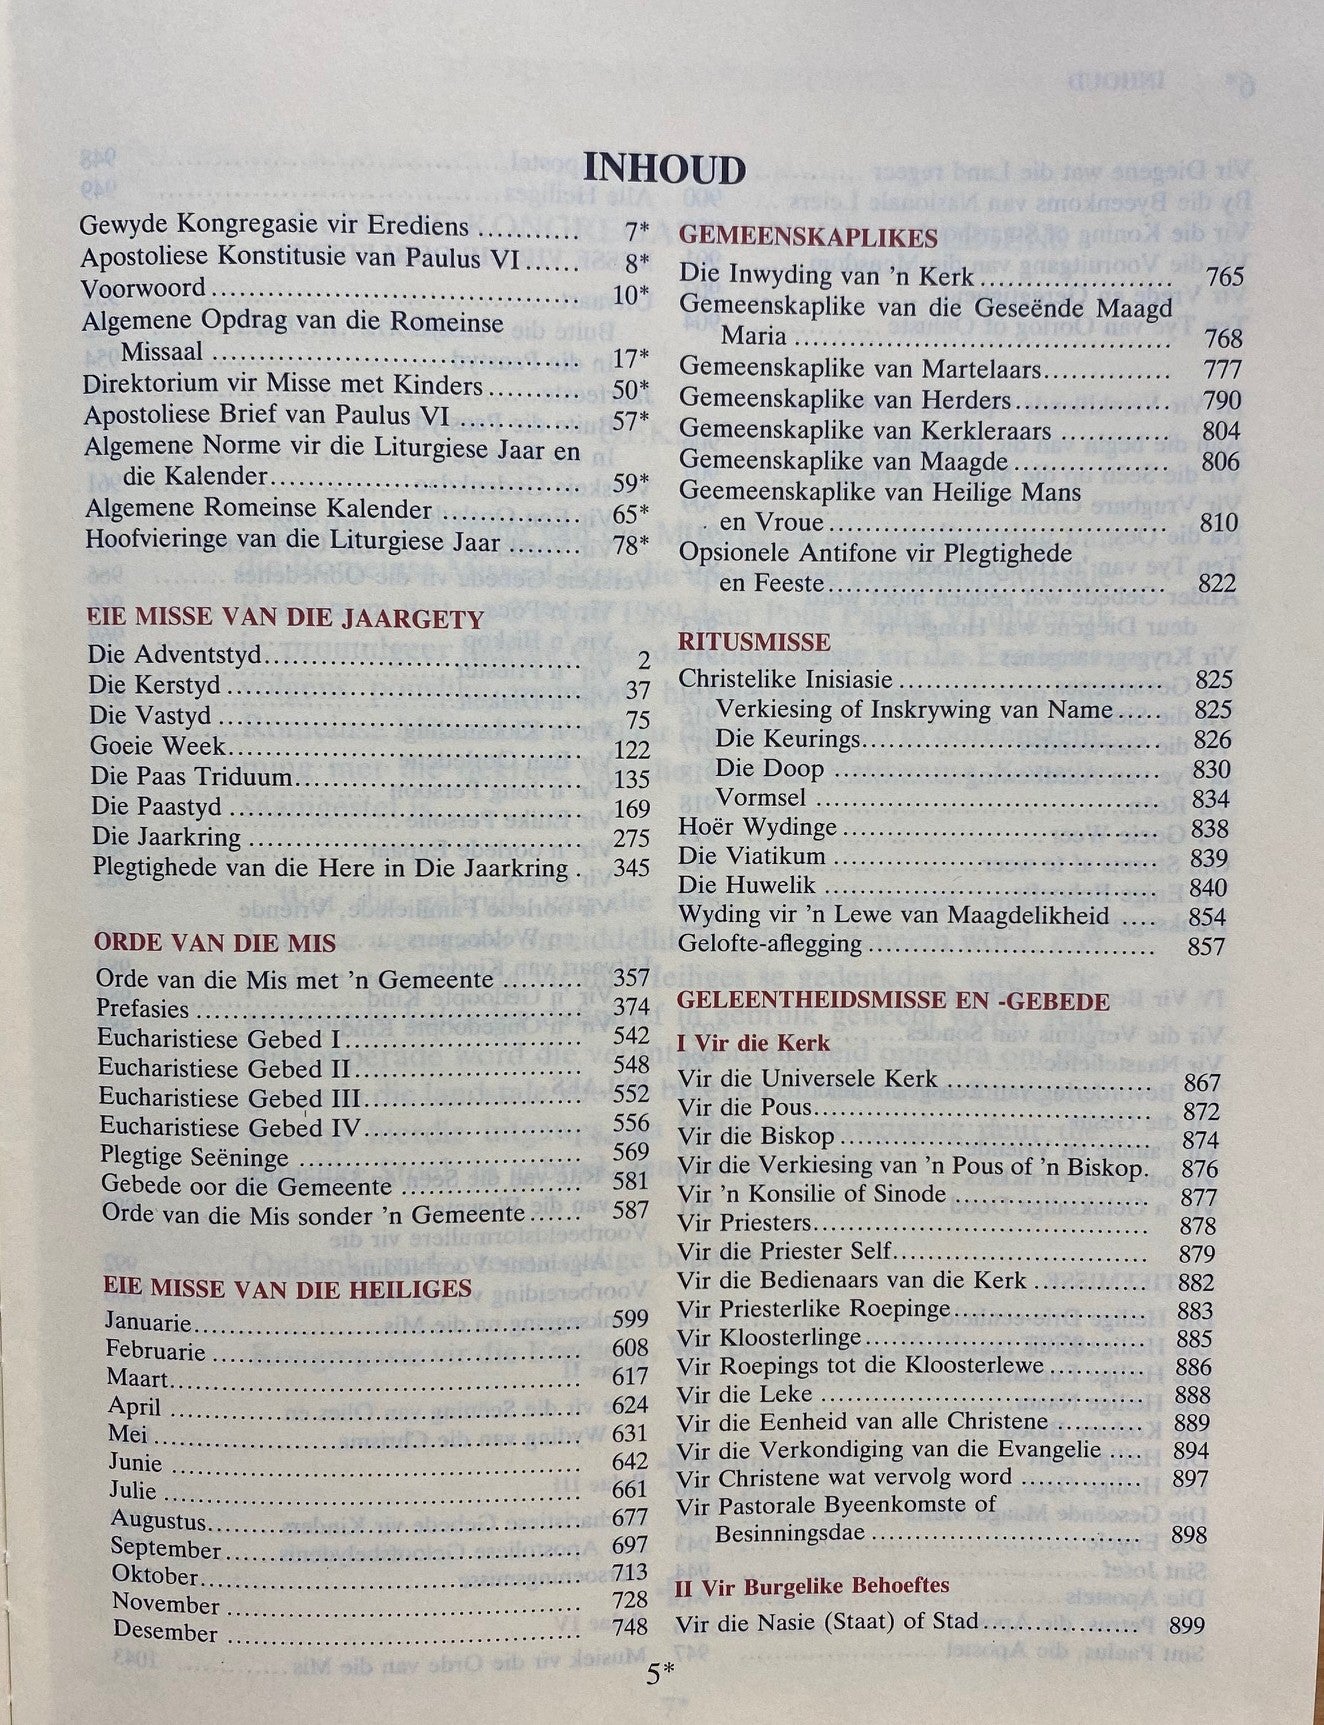 INHOUD
Gewyde Kongregasie vir Erediens .......... 7*
Apostoliese Konstitusie van Paulus VI ...... 8*
Voorwoord .......... 10*
Algemene Opdrag van die Romeinse
Missaal .......... 17*
Direktorium vir Misse met Kinders .......... 50*
Apostoliese Brief van Paulus VI .......... 57*
Algemene Norme vir die Liturgiese Jaar en
die Kalender .......... 59*
Algemene Romeinse Kalender .......... 65*
Hoofvieringe van die Liturgiese Jaar ........ 78*
EIE MISSE VAN DIE JAARGETY
Die Adventstyd .......... 2
Die Kerstyd .......... 37
Die Vastyd .......... 75
Goeie Week .......... 122
Die Paas Triduum .......... 135
Die Paastyd .......... 169
Die Jaarkring .......... 275
Plegtighede van die Here in Die Jaarkring . 345
ORDE VAN DIE MIS
Orde van die Mis met 'n Gemeente ........ 357
Prefasies .......... 374
Eucharistiese Gebed I .......... 542
Eucharistiese Gebed II .......... 548
Eucharistiese Gebed III .......... 552
Eucharistiese Gebed IV .......... 556
Plegtige Seëninge .......... 569
Gebede oor die Gemeente .......... 581
Orde van die Mis sonder 'n Gemeente ...... 587
EIE MISSE VAN DIE HEILIGES
Januarie .......... 599
Februarie .......... 608
Maart .......... 617
April .......... 624
Mei .......... 631
Junie .......... 642
Julie .......... 661
Augustus .......... 677
September .......... 697
Oktober .......... 713
November .......... 728
Desember .......... 748
GEMEENSKAPLIKES
Die Inwyding van 'n Kerk .......... 765
Gemeenskaplike van die Geseënde Maagd
Maria .......... 768
Gemeenskaplike van Martelaars .......... 777
Gemeenskaplike van Herders .......... 790
Gemeenskaplike van Kerkleraars .......... 804
Gemeenskaplike van Maagde .......... 806
Geemeenskaplike van Heilige Mans
en Vroue .......... 810
Opsionele Antifone vir Plegtighede
en Feeste .......... 822
RITUSMISSE
Christelike Inisiasie .......... 825
Verkiesing of Inskrywing van Name .... 825
Die Keurings .......... 826
Die Doop .......... 830
Vormsel .......... 834
Hoër Wydinge .......... 838
Die Viatikum .......... 839
Die Huwelik .......... 840
Wyding vir 'n Lewe van Maagdelikheid .... 854
Gelofte-aflegging .......... 857
GELEENTHEIDSMISSE EN -GEBEDE
I Vir die Kerk
Vir die Universele Kerk .......... 867
Vir die Pous .......... 872
Vir die Biskop .......... 874
Vir die Verkiesing van 'n Pous of 'n Biskop. 876
Vir 'n Konsilie of Sinode .......... 877
Vir Priesters .......... 878
Vir die Priester Self .......... 879
Vir die Bedienaars van die Kerk .......... 882
Vir Priesterlike Roepinge .......... 883
Vir Kloosterlinge .......... 885
Vir Roepings tot die Kloosterlewe .......... 886
Vir die Leke .......... 888
Vir die Eenheid van alle Christene ........ 889
Vir die Verkondiging van die Evangelie .... 894
Vir Christene wat vervolg word .......... 897
Vir Pastorale Byeenkomste of
Besinningsdae .......... 898
II Vir Burgelike Behoeftes
Vir die Nasie (Staat) of Stad .......... 899
5*